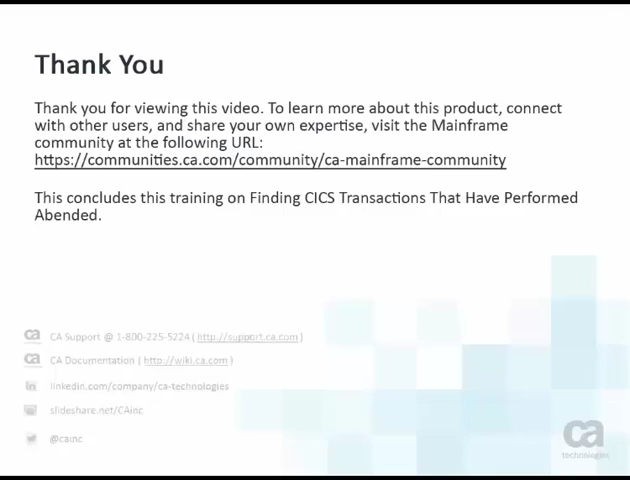 Thank You
Thank you for viewing this video. To learn more about this product, connect
with other users, and share your own expertise, visit the Mainframe
community at the following URL:
https://communities.ca.com/community/ca-mainframe-community
This concludes this training on Finding CICS Transactions That Have Performed
Abended.
ca CA Support @ 1-800-225-5224 ( http://support.ca.com )
ca CA Documentation ( http://wiki.ca.com )
in linkedin.com/company/ca-technologies
slideshare.net/CAinc
@cainc
ca
technologies